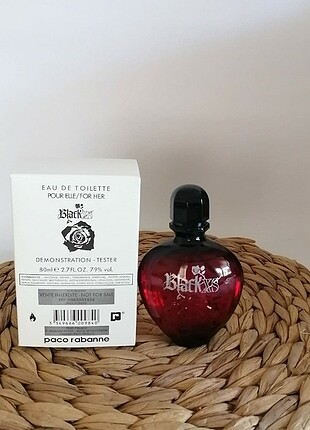 EAU DE TOILETTE
POUR ELLE/FOR HER
Black XS
DEMONSTRATION - TESTER
80ml e 2.7FL.OZ. 79% vol.
VENTE INTERDITE - NOT FOR SALE
paco rabanne
Black XS